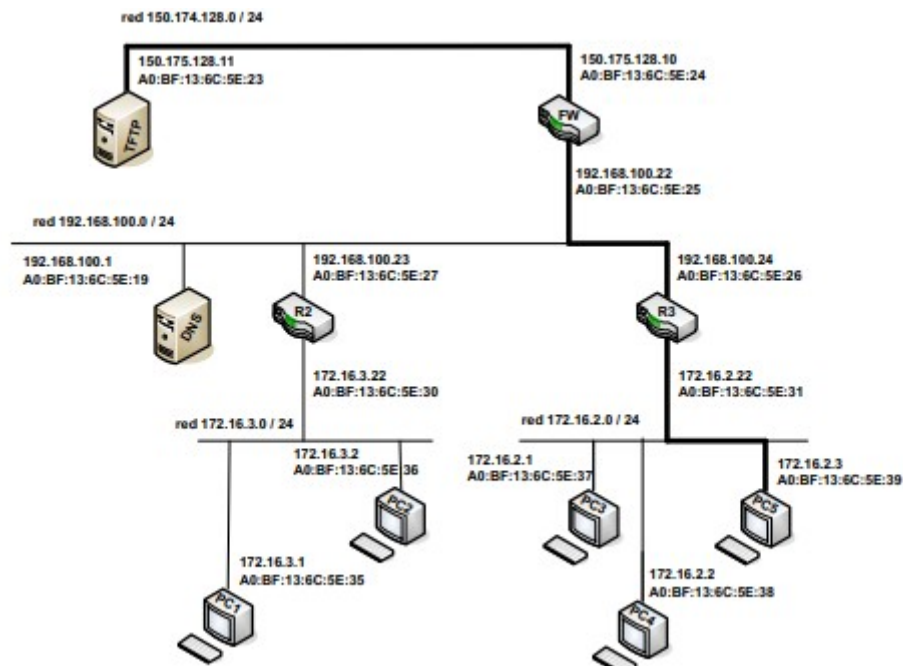 red 150.174.128.0 / 24
150.175.128.11
A0:BF:13:6C:5E:23
TFTP
150.175.128.10
A0:BF:13:6C:5E:24
FW
192.168.100.22
A0:BF:13:6C:5E:25
red 192.168.100.0 / 24
192.168.100.1
A0:BF:13:6C:5E:19
DNS
192.168.100.23
A0:BF:13:6C:5E:27
R2
192.168.100.24
A0:BF:13:6C:5E:26
R3
172.16.3.22
A0:BF:13:6C:5E:30
172.16.2.22
A0:BF:13:6C:5E:31
red 172.16.3.0 / 24
red 172.16.2.0 / 24
172.16.3.2
A0:BF:13:6C:5E:36
PC2
172.16.2.1
A0:BF:13:6C:5E:37
PC3
172.16.2.3
A0:BF:13:6C:5E:39
PC5
172.16.3.1
A0:BF:13:6C:5E:35
PC1
172.16.2.2
A0:BF:13:6C:5E:38
PC4